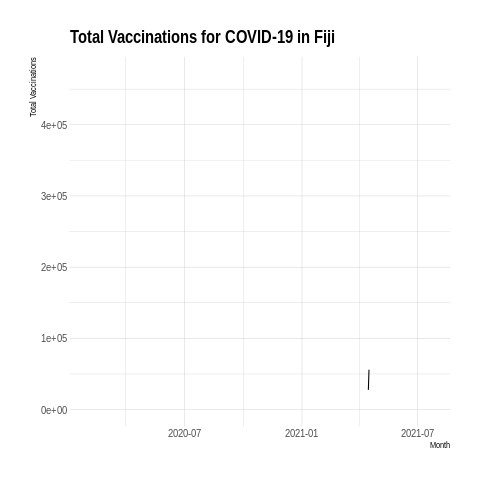 Total Vaccinations for COVID-19 in Fiji
Total Vaccinations
4e+05
3e+05
2e+05
1e+05
0e+00
2020-07 2021-01 2021-07
Month